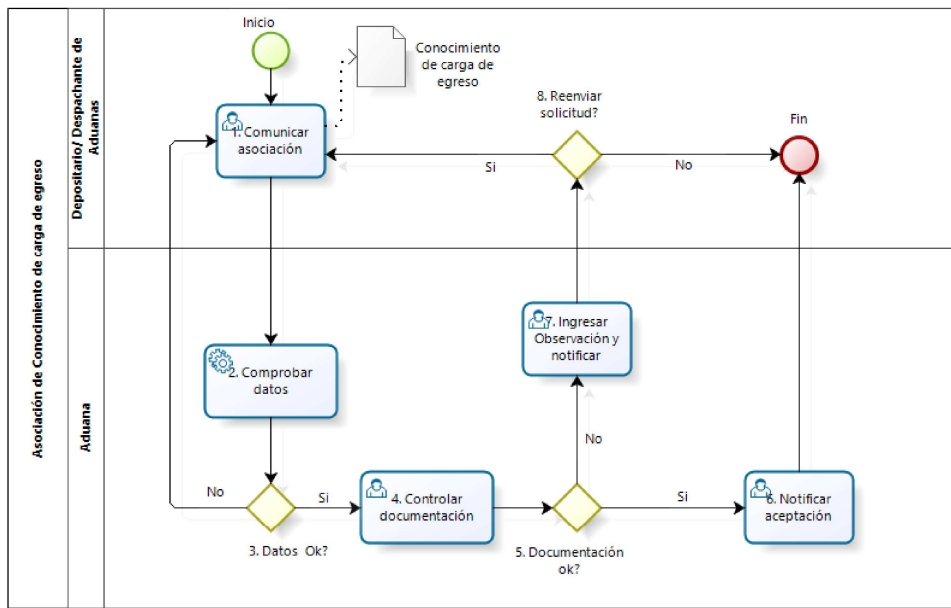 Asociación de Conocimiento de carga de egreso
Depositario/ Despachante de
Aduanas
Inicio
Conocimiento
de carga de
egreso
1. Comunicar
asociación
8. Reenviar
solicitud?
Si
No
Fin
Aduana
2. Comprobar
datos
7. Ingresar
Observación y
notificar
No
No
Si
3. Datos Ok?
4. Controlar
documentación
5. Documentación
ok?
Si
6. Notificar
aceptación